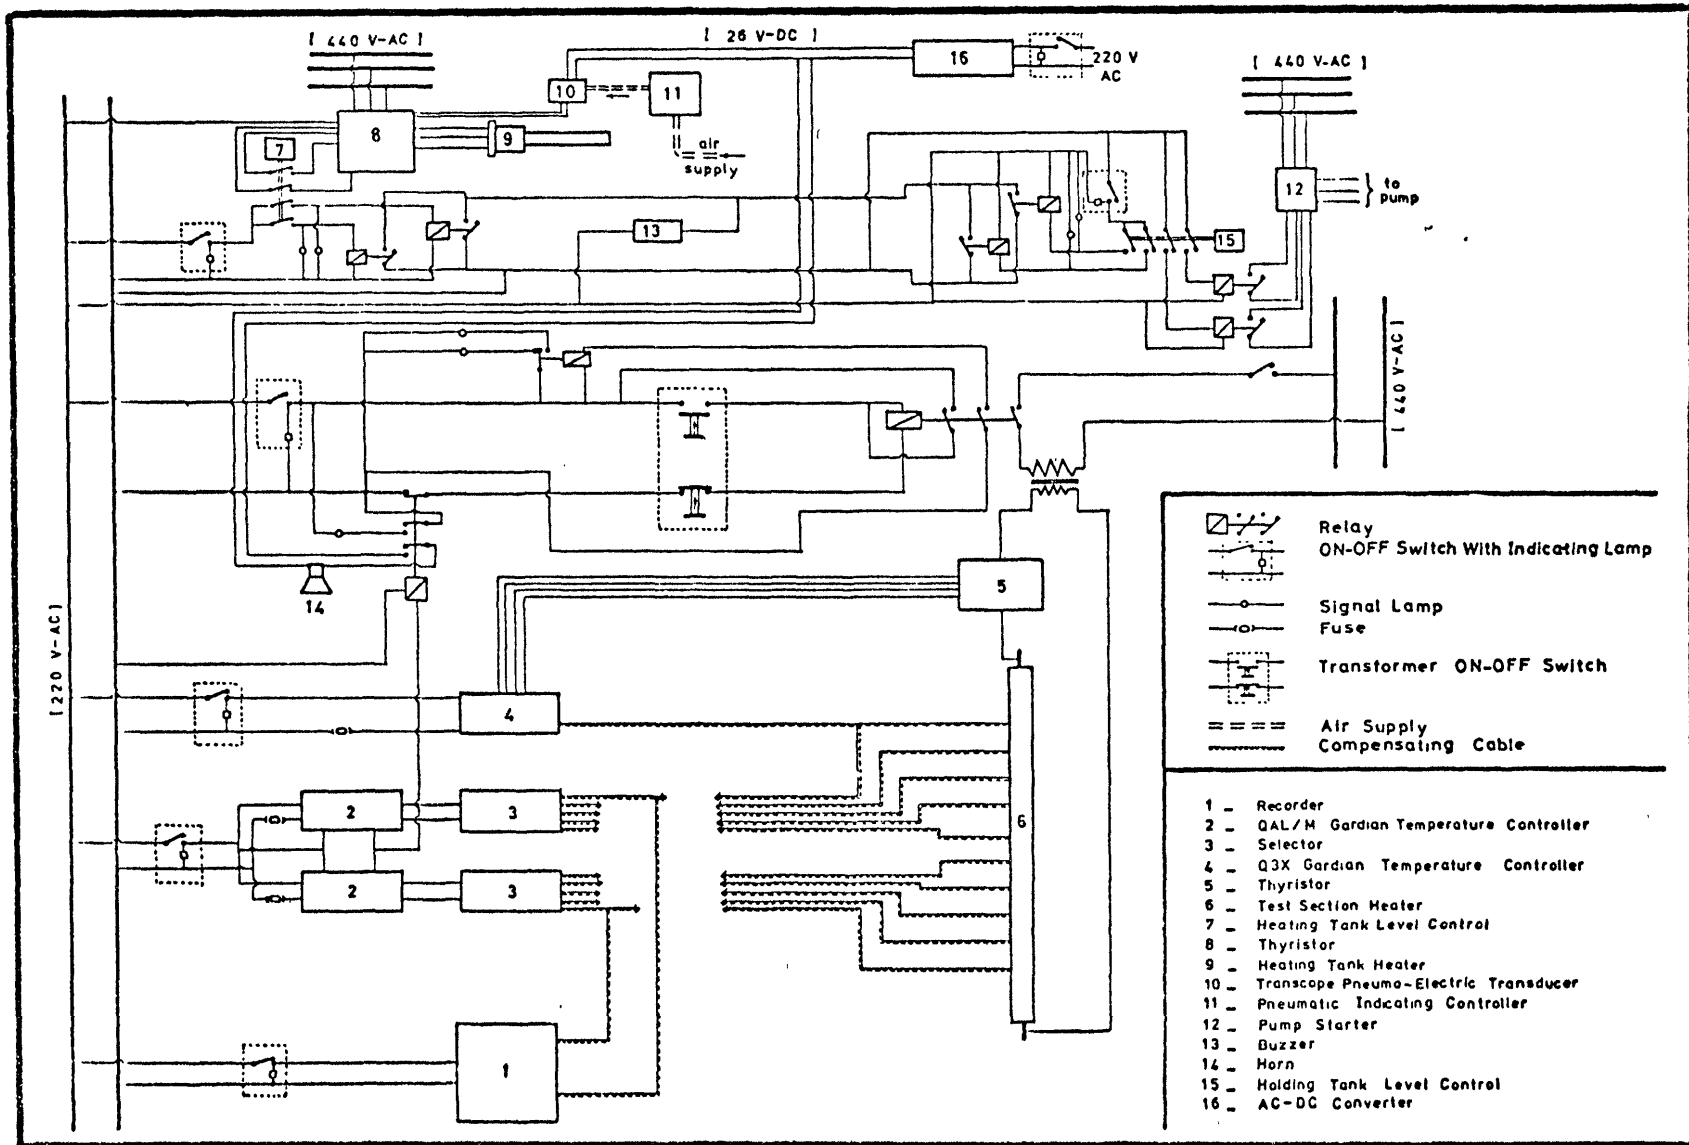 [ 440 V-AC ]
[ 26 V-DC ]
16
220 V
AC
[ 440 V-AC ]
10
11
8
7
9
air
supply
12
to
pump
13
15
[ 440 V-AC ]
14
[ 220 V-AC ]
5
4
6
2
3
2
3
1
Relay
ON-OFF Switch With Indicating Lamp
Signal Lamp
Fuse
Transformer ON-OFF Switch
Air Supply
Compensating Cable
1 – Recorder
2 – QAL/M Gardian Temperature Controller
3 – Selector
4 – Q3X Gardian Temperature Controller
5 – Thyristor
6 – Test Section Heater
7 – Heating Tank Level Control
8 – Thyristor
9 – Heating Tank Heater
10 – Transcope Pneumo-Electric Transducer
11 – Pneumatic Indicating Controller
12 – Pump Starter
13 – Buzzer
14 – Horn
15 – Holding Tank Level Control
16 – AC-DC Converter